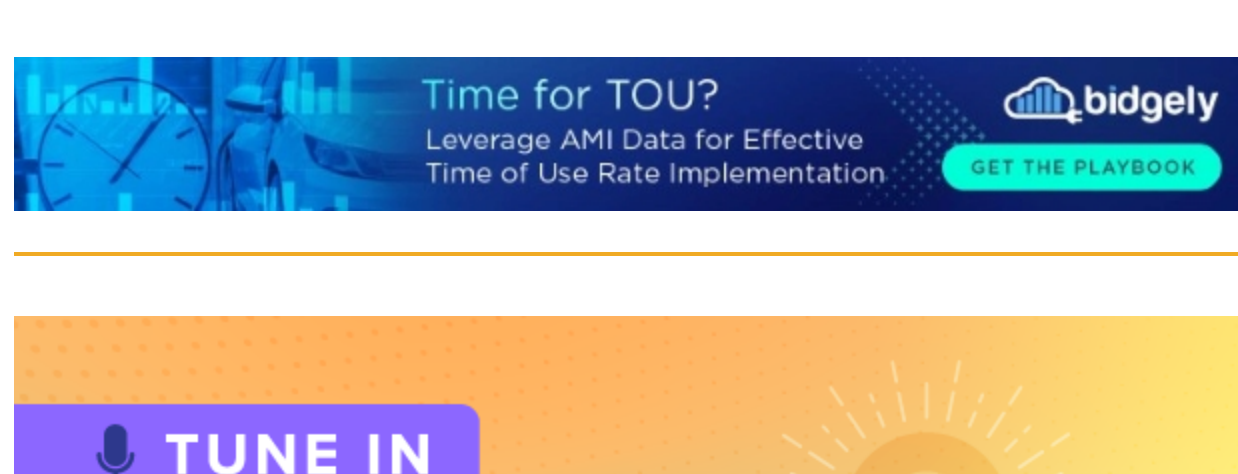 Time for TOU?
Leverage AMI Data for Effective
Time of Use Rate Implementation
bidgely
GET THE PLAYBOOK
TUNE IN